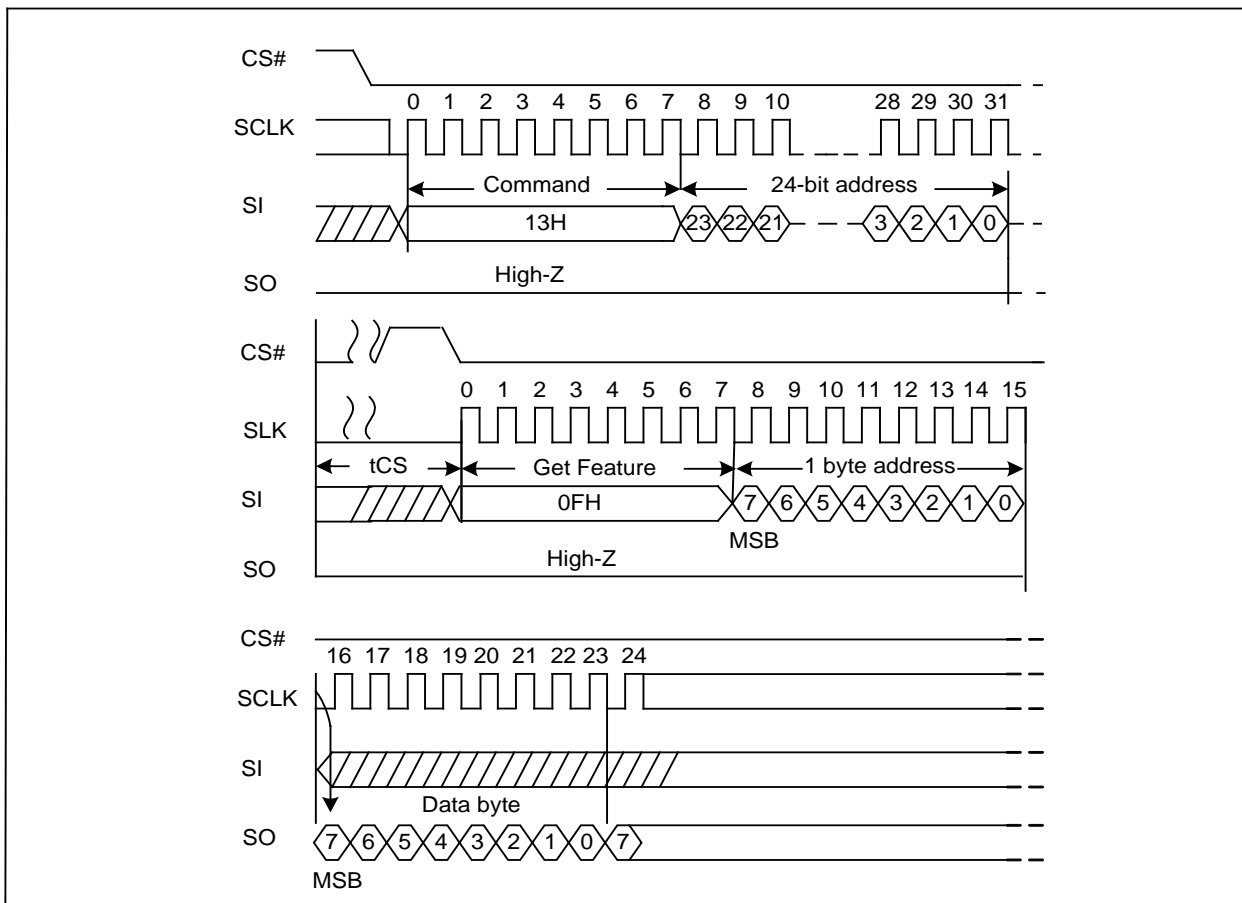 CS#
0 1 2 3 4 5 6 7 8 9 10 28 29 30 31
SCLK
Command 24-bit address
SI 13H 23 22 21 3 2 1 0
High-Z
SO
CS#
0 1 2 3 4 5 6 7 8 9 10 11 12 13 14 15
SLK
tCS Get Feature 1 byte address
SI 0FH 7 6 5 4 3 2 1 0
MSB
High-Z
SO
CS#
16 17 18 19 20 21 22 23 24
SCLK
SI
Data byte
SO 7 6 5 4 3 2 1 0 7
MSB